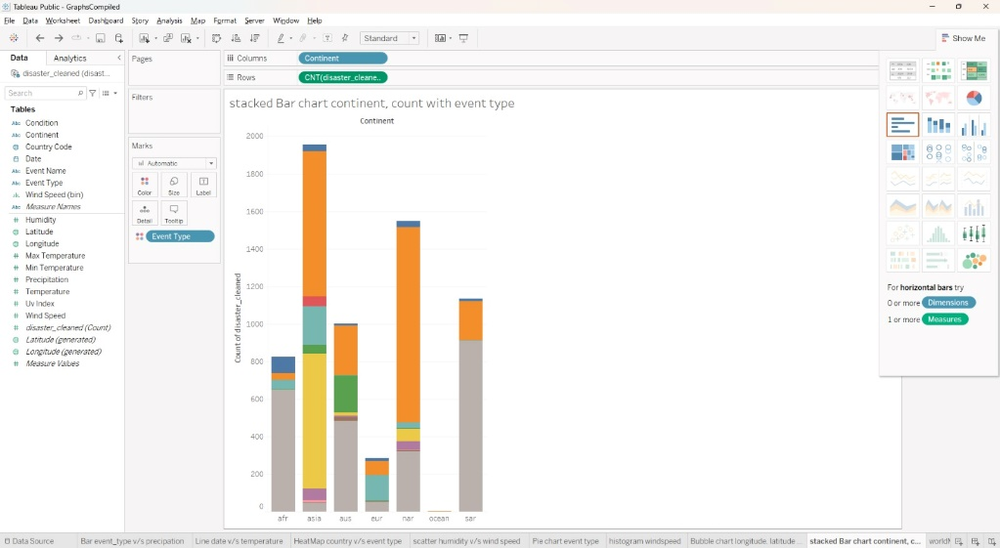 Tableau Public - GraphsCompiled
File Data Worksheet Dashboard Story Analysis Map Format Server Window Help
Standard
Show Me
Data Analytics
disaster_cleaned (disast...
Search
Tables
Abc Condition
Abc Continent
Country Code
Date
Abc Event Name
Abc Event Type
Wind Speed (bin)
Abc Measure Names
# Humidity
Latitude
Longitude
# Max Temperature
# Min Temperature
# Precipitation
# Temperature
# Uv Index
# Wind Speed
# disaster_cleaned (Count)
Latitude (generated)
Longitude (generated)
# Measure Values
Pages
Filters
Marks
Automatic
Color Size Label
Detail Tooltip
Event Type
Columns Continent
Rows CNT(disaster_cleane..
stacked Bar chart continent, count with event type
Continent
Count of disaster_cleaned
2000
1800
1600
1400
1200
1000
800
600
400
200
0
afr asia aus eur nar ocean sar
For horizontal bars try
0 or more Dimensions
1 or more Measures
Data Source Bar event_type v/s precipation Line date v/s temperature HeatMap country v/s event type scatter humidity v/s wind speed Pie chart event type histogram windspeed Bubble chart longitude, latitude ... stacked Bar chart continent, c... world